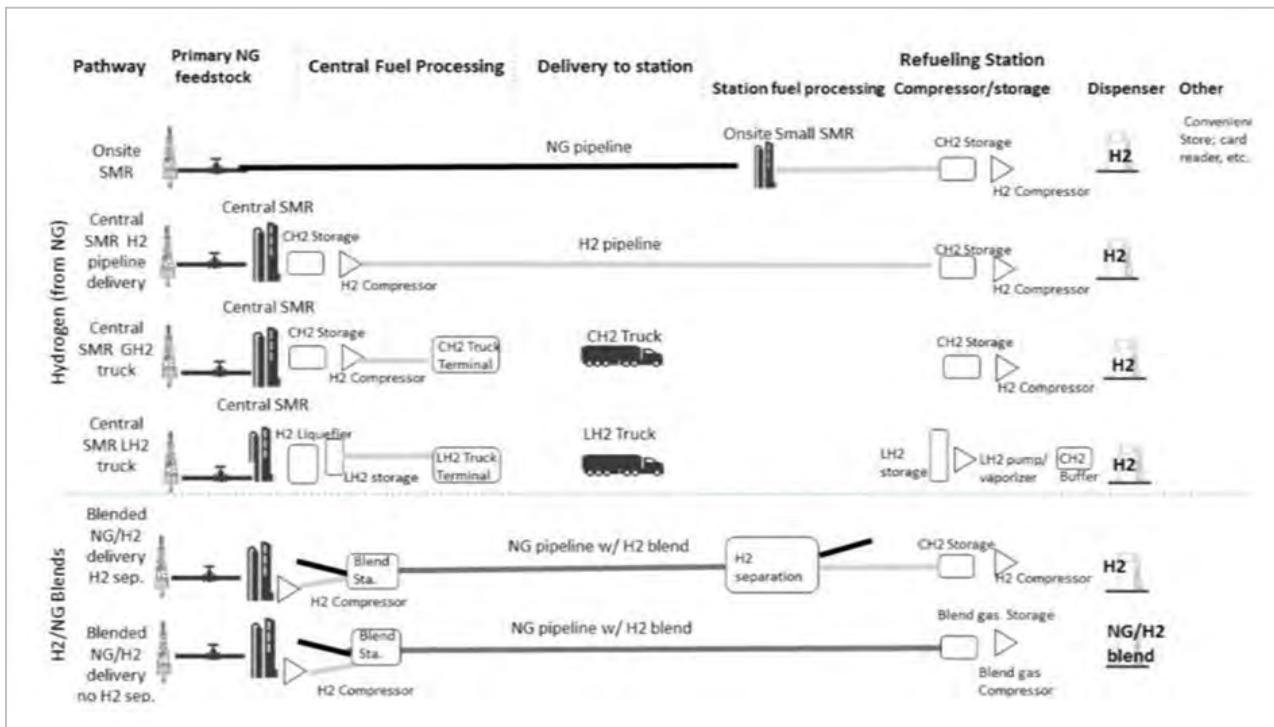 Pathway
Primary NG
feedstock
Central Fuel Processing
Delivery to station
Refueling Station
Station fuel processing
Compressor/storage
Dispenser
Other
Hydrogen (from NG)
Onsite
SMR
NG pipeline
Onsite Small SMR
CH2 Storage
H2 Compressor
H2
Convenien
Store; card
reader, etc.
Central
SMR H2
pipeline
delivery
Central SMR
CH2 Storage
H2 Compressor
H2 pipeline
CH2 Storage
H2 Compressor
H2
Central
SMR GH2
truck
Central SMR
CH2 Storage
H2 Compressor
CH2 Truck
Terminal
CH2 Truck
CH2 Storage
H2 Compressor
H2
Central
SMR LH2
truck
Central SMR
H2 Liquefier
LH2 storage
LH2 Truck
Terminal
LH2 Truck
LH2
storage
LH2 pump/
vaporizer
CH2
Buffer
H2
H2/NG Blends
Blended
NG/H2
delivery
H2 sep.
H2 Compressor
Blend
Sta.
NG pipeline w/ H2 blend
H2
separation
CH2 Storage
H2 Compressor
H2
Blended
NG/H2
delivery
no H2 sep.
H2 Compressor
Blend
Sta.
NG pipeline w/ H2 blend
Blend gas. Storage
Blend gas
Compressor
NG/H2
blend